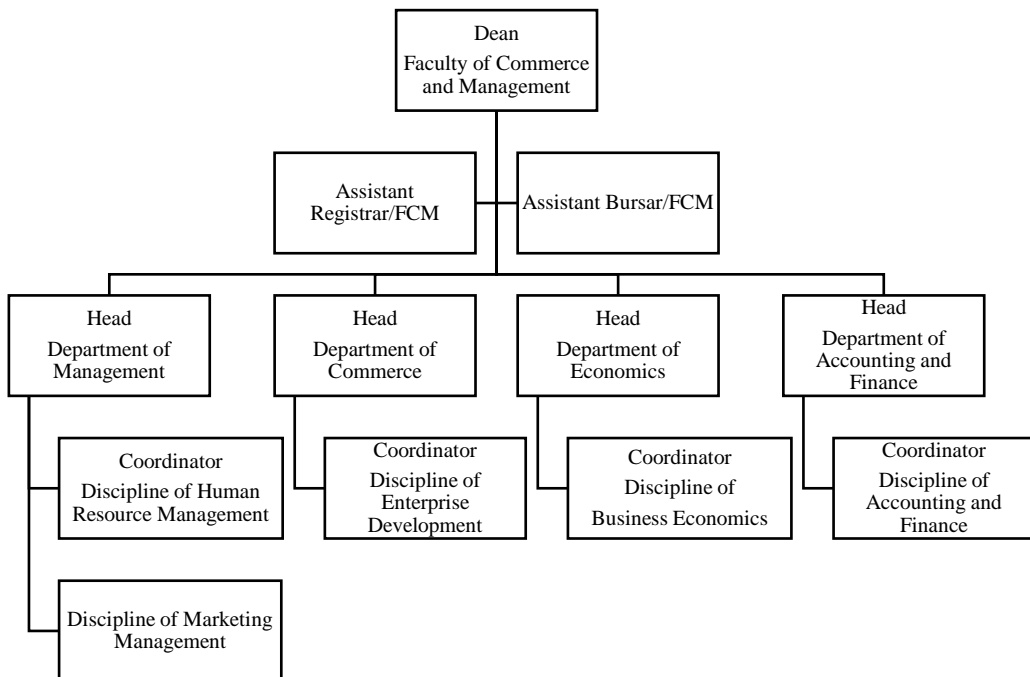 Dean
Faculty of Commerce
and Management
Assistant
Registrar/FCM
Assistant Bursar/FCM
Head
Department of
Management
Head
Department of
Commerce
Head
Department of
Economics
Head
Department of
Accounting and
Finance
Coordinator
Discipline of Human
Resource Management
Coordinator
Discipline of
Enterprise
Development
Coordinator
Discipline of
Business Economics
Coordinator
Discipline of
Accounting and
Finance
Discipline of Marketing
Management